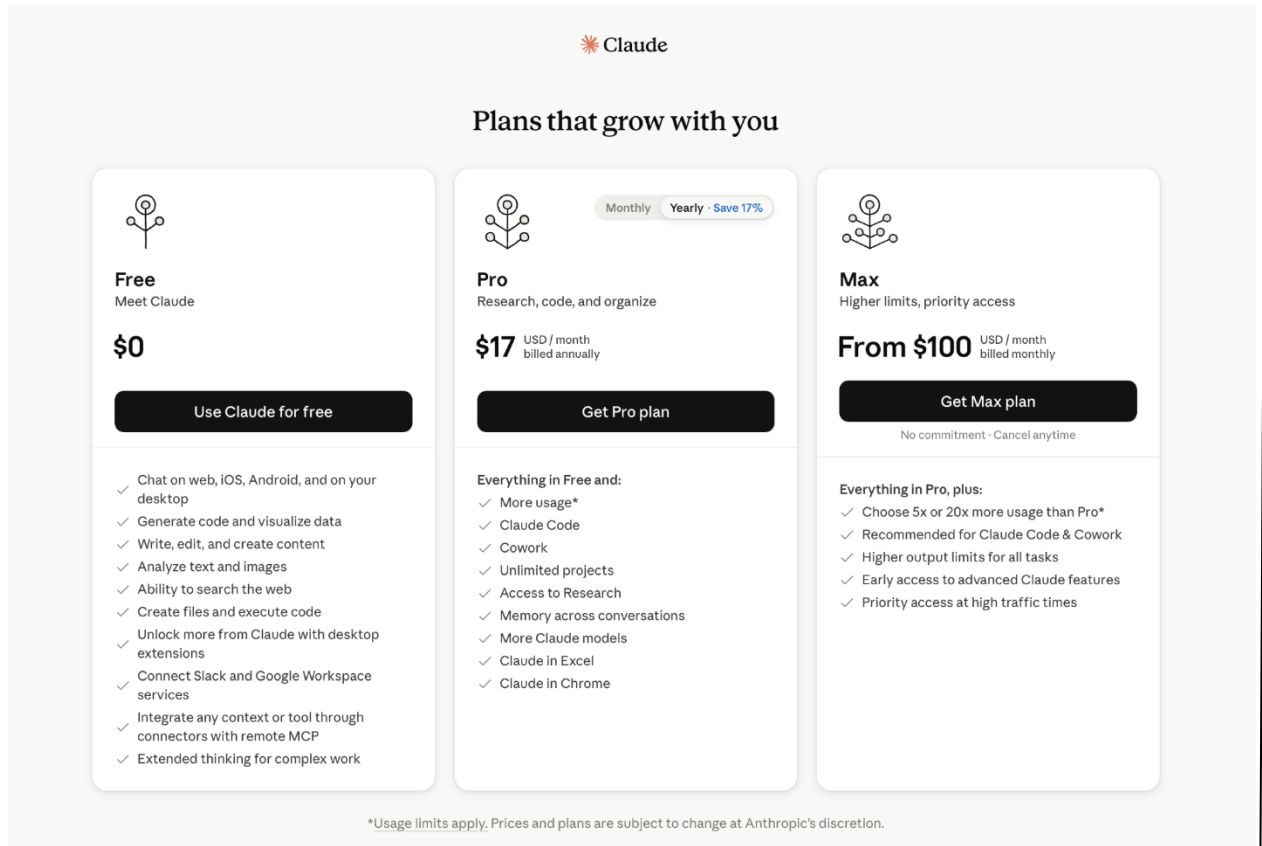 Claude
Plans that grow with you
Free
Meet Claude
$0
Use Claude for free
Chat on web, iOS, Android, and on your
desktop
Generate code and visualize data
Write, edit, and create content
Analyze text and images
Ability to search the web
Create files and execute code
Unlock more from Claude with desktop
extensions
Connect Slack and Google Workspace
services
Integrate any context or tool through
connectors with remote MCP
Extended thinking for complex work
Monthly Yearly · Save 17%
Pro
Research, code, and organize
$17 USD / month
billed annually
Get Pro plan
Everything in Free and:
More usage*
Claude Code
Cowork
Unlimited projects
Access to Research
Memory across conversations
More Claude models
Claude in Excel
Claude in Chrome
Max
Higher limits, priority access
From $100 USD / month
billed monthly
Get Max plan
No commitment · Cancel anytime
Everything in Pro, plus:
Choose 5x or 20x more usage than Pro*
Recommended for Claude Code & Cowork
Higher output limits for all tasks
Early access to advanced Claude features
Priority access at high traffic times
*Usage limits apply. Prices and plans are subject to change at Anthropic's discretion.